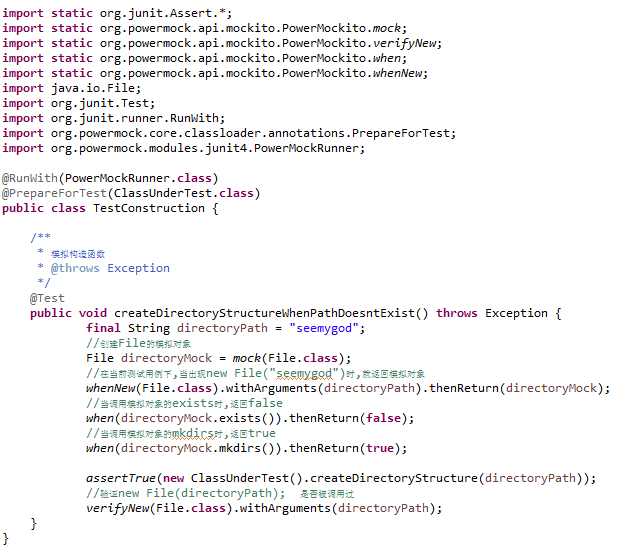 import static org.junit.Assert.*;
import static org.powermock.api.mockito.PowerMockito.mock;
import static org.powermock.api.mockito.PowerMockito.verifyNew;
import static org.powermock.api.mockito.PowerMockito.when;
import static org.powermock.api.mockito.PowerMockito.whenNew;
import java.io.File;
import org.junit.Test;
import org.junit.runner.RunWith;
import org.powermock.core.classloader.annotations.PrepareForTest;
import org.powermock.modules.junit4.PowerMockRunner;

@RunWith(PowerMockRunner.class)
@PrepareForTest(ClassUnderTest.class)
public class TestConstruction {

    /**
     * 模拟构造函数
     * @throws Exception
     */
    @Test
    public void createDirectoryStructureWhenPathDoesntExist() throws Exception {
            final String directoryPath = "seemygod";
            //创建File的模拟对象
            File directoryMock = mock(File.class);
            //在当前测试用例下,当出现new File("seemygod")时,就返回模拟对象
            whenNew(File.class).withArguments(directoryPath).thenReturn(directoryMock);
            //当调用模拟对象的exists时,返回false
            when(directoryMock.exists()).thenReturn(false);
            //当调用模拟对象的mkdirs时,返回true
            when(directoryMock.mkdirs()).thenReturn(true);

            assertTrue(new ClassUnderTest().createDirectoryStructure(directoryPath));
            //验证new File(directoryPath);  是否被调用过
            verifyNew(File.class).withArguments(directoryPath);
    }
}